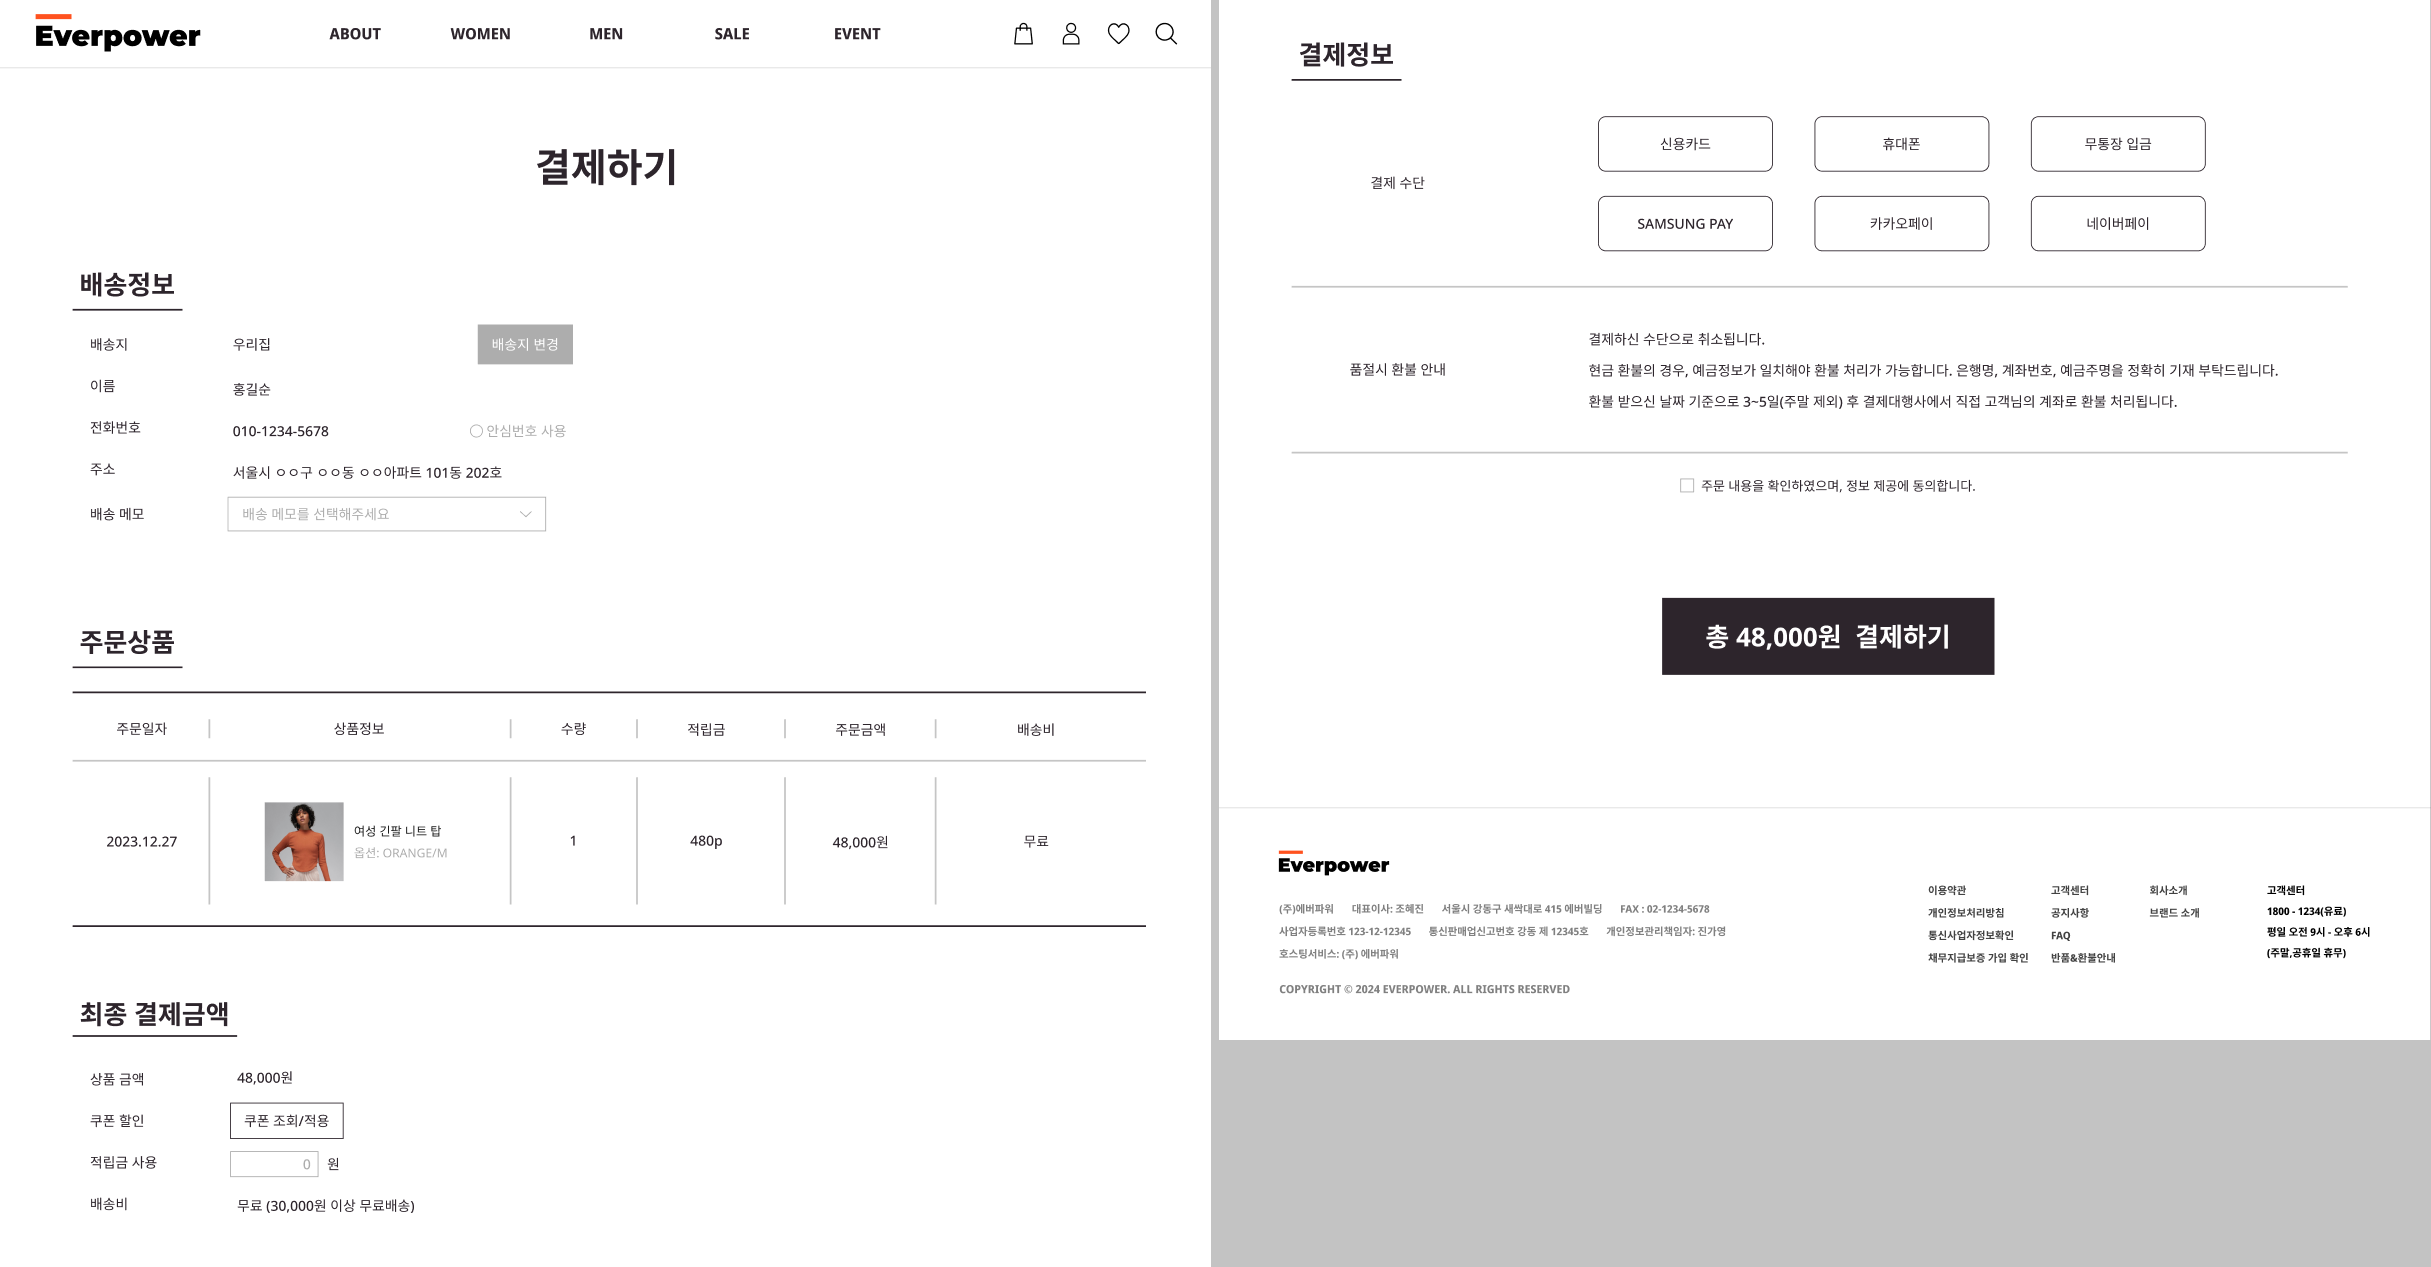 Everpower
ABOUT WOMEN MEN SALE EVENT
결제하기
배송정보
배송지 우리집 배송지 변경
이름 홍길순
전화번호 010-1234-5678 안심번호 사용
주소 서울시 ㅇㅇ구 ㅇㅇ동 ㅇㅇ아파트 101동 202호
배송 메모 배송 메모를 선택해주세요
주문상품
주문일자 상품정보 수량 적립금 주문금액 배송비
2023.12.27 여성 긴팔 니트 탑 1 480p 48,000원 무료
옵션: ORANGE/M
최종 결제금액
상품 금액 48,000원
쿠폰 할인 쿠폰 조회/적용
적립금 사용 0 원
배송비 무료 (30,000원 이상 무료배송)
결제정보
결제 수단
신용카드 휴대폰 무통장 입금
SAMSUNG PAY 카카오페이 네이버페이
품절시 환불 안내
결제하신 수단으로 취소됩니다.
현금 환불의 경우, 예금정보가 일치해야 환불 처리가 가능합니다. 은행명, 계좌번호, 예금주명을 정확히 기재 부탁드립니다.
환불 받으신 날짜 기준으로 3~5일(주말 제외) 후 결제대행사에서 직접 고객님의 계좌로 환불 처리됩니다.
주문 내용을 확인하였으며, 정보 제공에 동의합니다.
총 48,000원 결제하기
Everpower
(주)에버파워 대표이사: 조혜진 서울시 강동구 새싹대로 415 에버빌딩 FAX : 02-1234-5678
사업자등록번호 123-12-12345 통신판매업신고번호 강동 제 12345호 개인정보관리책임자: 진가영
호스팅서비스: (주) 에버파워
COPYRIGHT © 2024 EVERPOWER. ALL RIGHTS RESERVED
이용약관
개인정보처리방침
통신사업자정보확인
채무지급보증 가입 확인
고객센터
공지사항
FAQ
반품&환불안내
회사소개
브랜드 소개
고객센터
1800 - 1234(유료)
평일 오전 9시 - 오후 6시
(주말,공휴일 휴무)